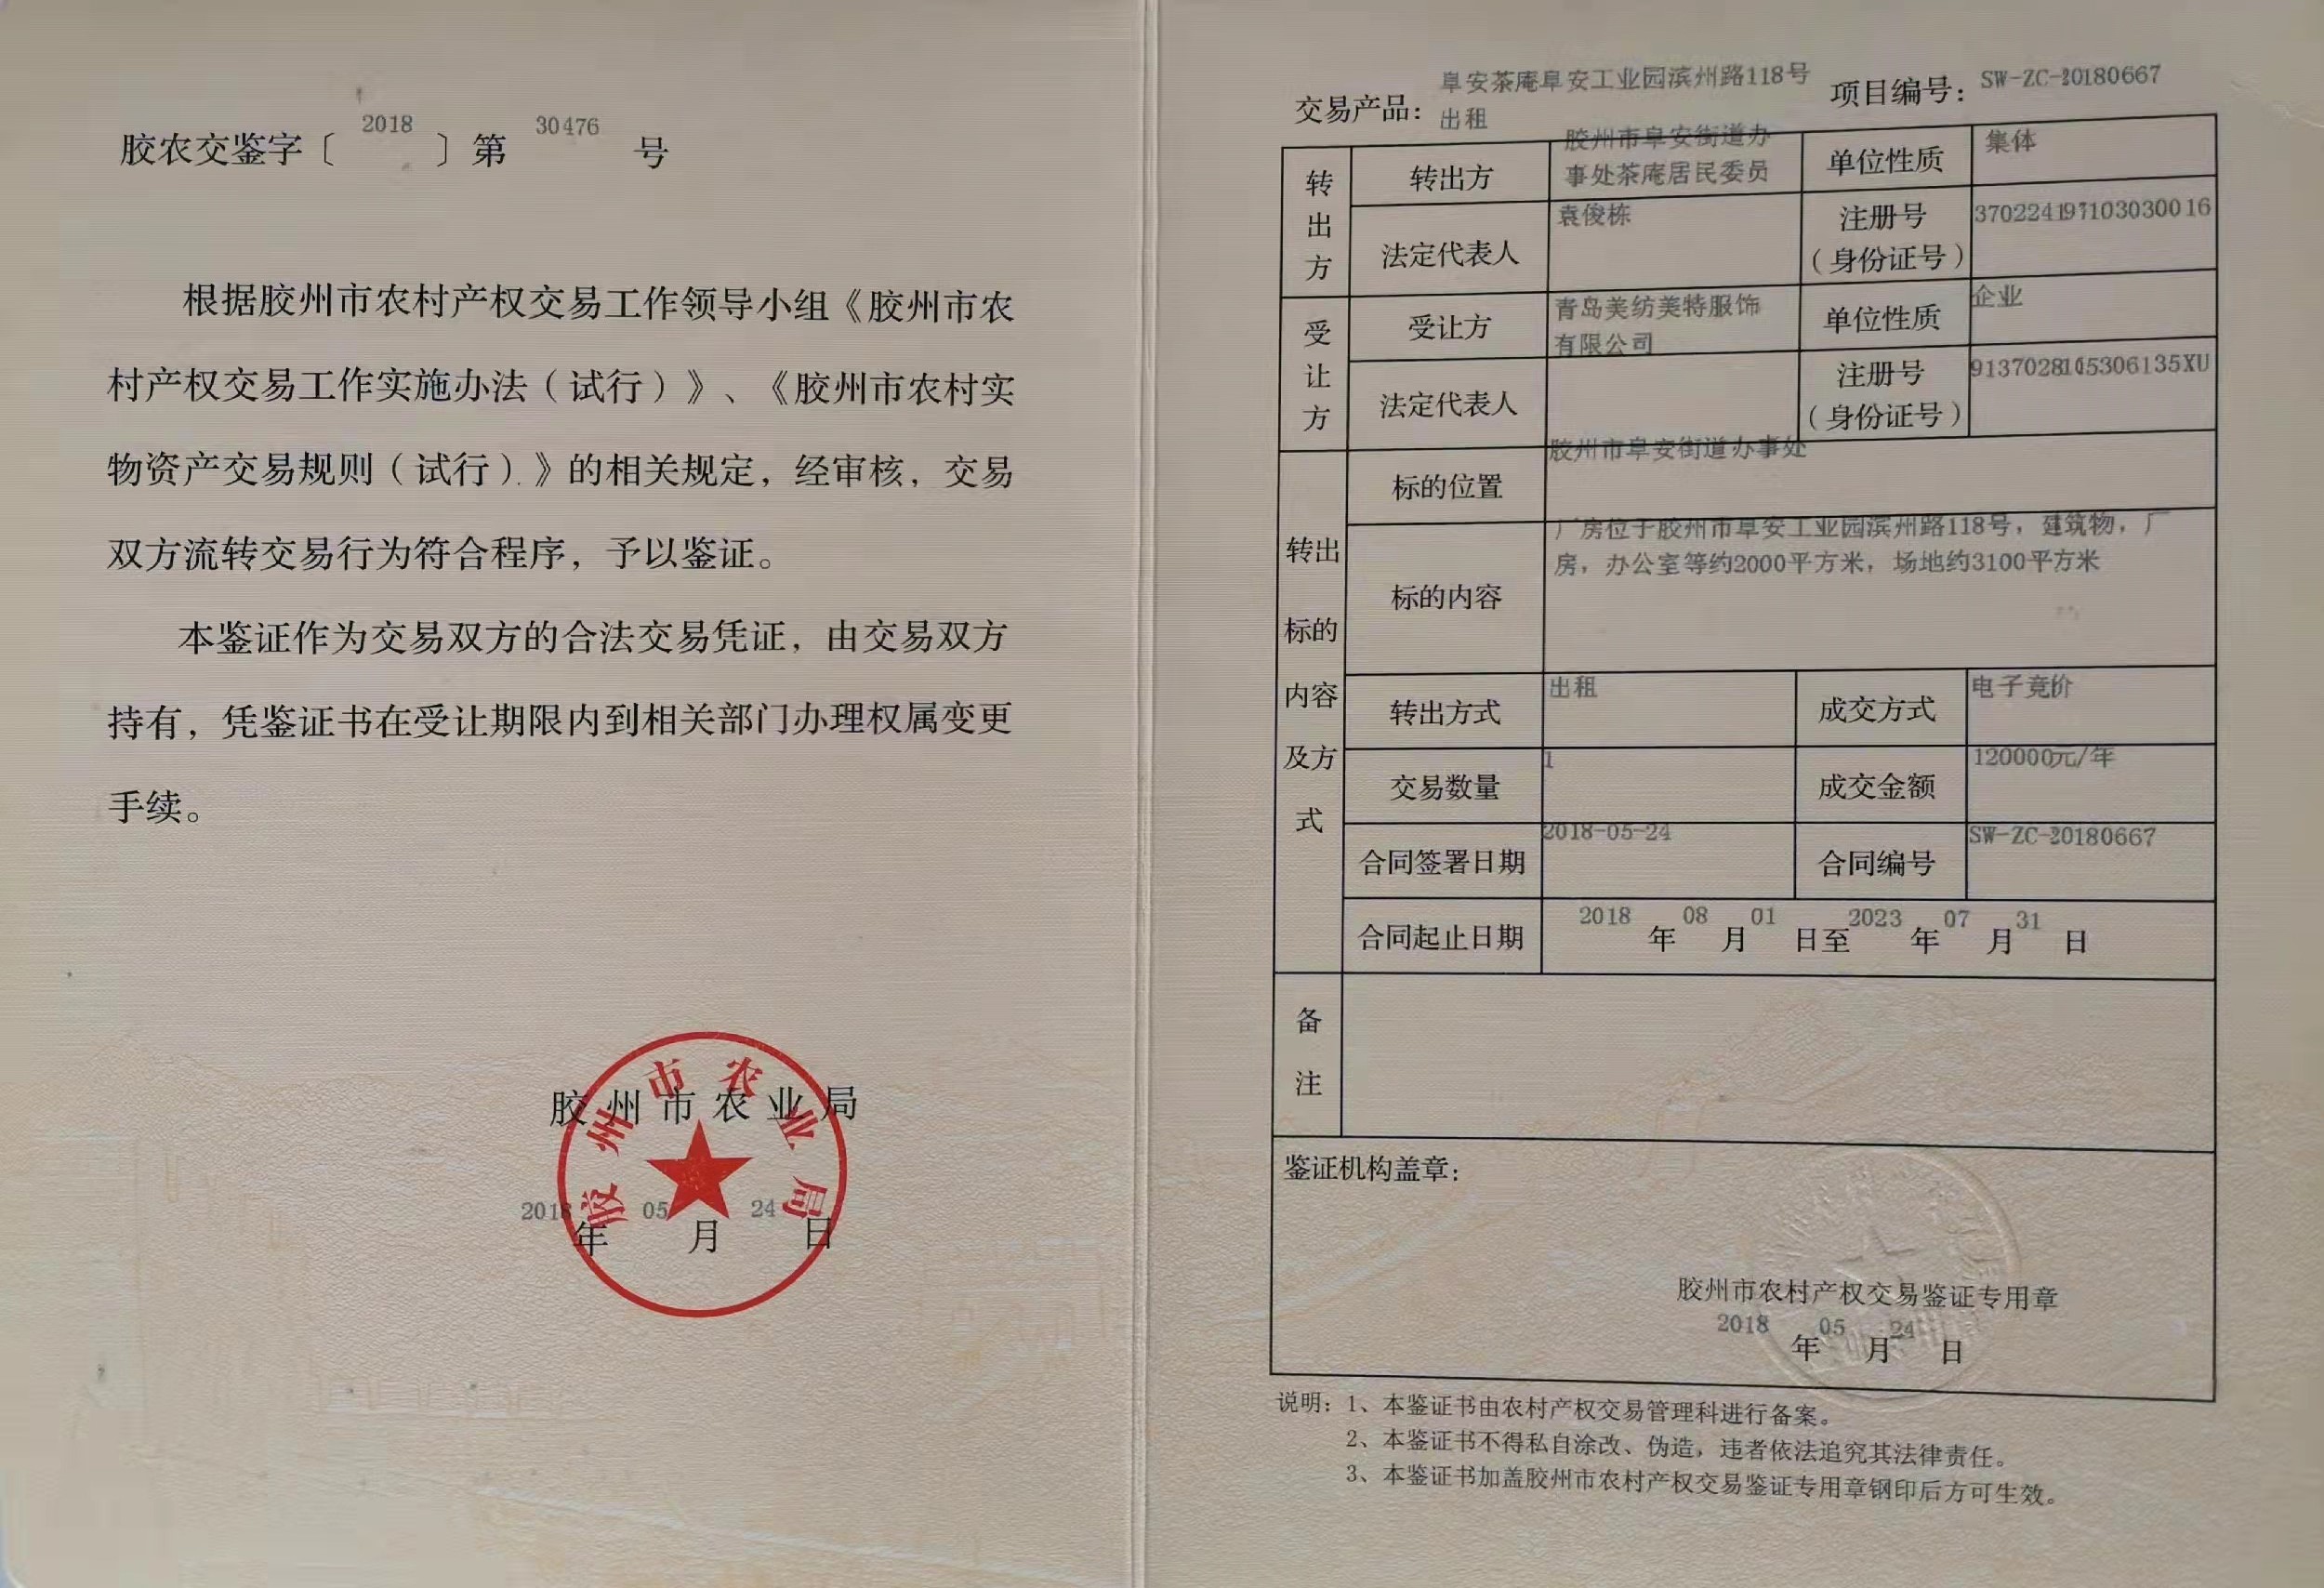 胶农交鉴字〔 2018 〕第 30476 号
根据胶州市农村产权交易工作领导小组《胶州市农
村产权交易工作实施办法（试行）》、《胶州市农村实
物资产交易规则（试行）》的相关规定，经审核，交易
双方流转交易行为符合程序，予以鉴证。
本鉴证作为交易双方的合法交易凭证，由交易双方
持有，凭鉴证书在受让期限内到相关部门办理权属变更
手续。
胶州市农业局
胶州市农业局
2018 年 05 月 24 日
交易产品：阜安茶庵阜安工业园滨州路118号
出租
项目编号：SW-ZC-20180667
转出方
转出方 胶州市阜安街道办
事处茶庵居民委员
单位性质 集体
法定代表人 袁俊栋
注册号
（身份证号） 370224197103030016
受让方
受让方 青岛美纺美特服饰
有限公司
单位性质 企业
法定代表人
注册号
（身份证号）
转出标的内容及方式
标的位置 胶州市阜安街道办事处
标的内容 厂房位于胶州市阜安工业园滨州路118号，建筑物，厂
房，办公室等约2000平方米，场地约3100平方米
转出方式 出租 成交方式 电子竞价
交易数量 1 成交金额 120000元/年
合同签署日期 2018-05-24 合同编号 SW-ZC-20180667
合同起止日期 2018 年 08 月 01 日至 2023 年 07 月 31 日
备注
鉴证机构盖章：
胶州市农村产权交易鉴证专用章
2018 年 05 月 24 日
说明：1、本鉴证书由农村产权交易管理科进行备案。
2、本鉴证书不得私自涂改、伪造，违者依法追究其法律责任。
3、本鉴证书加盖胶州市农村产权交易鉴证专用章钢印后方可生效。